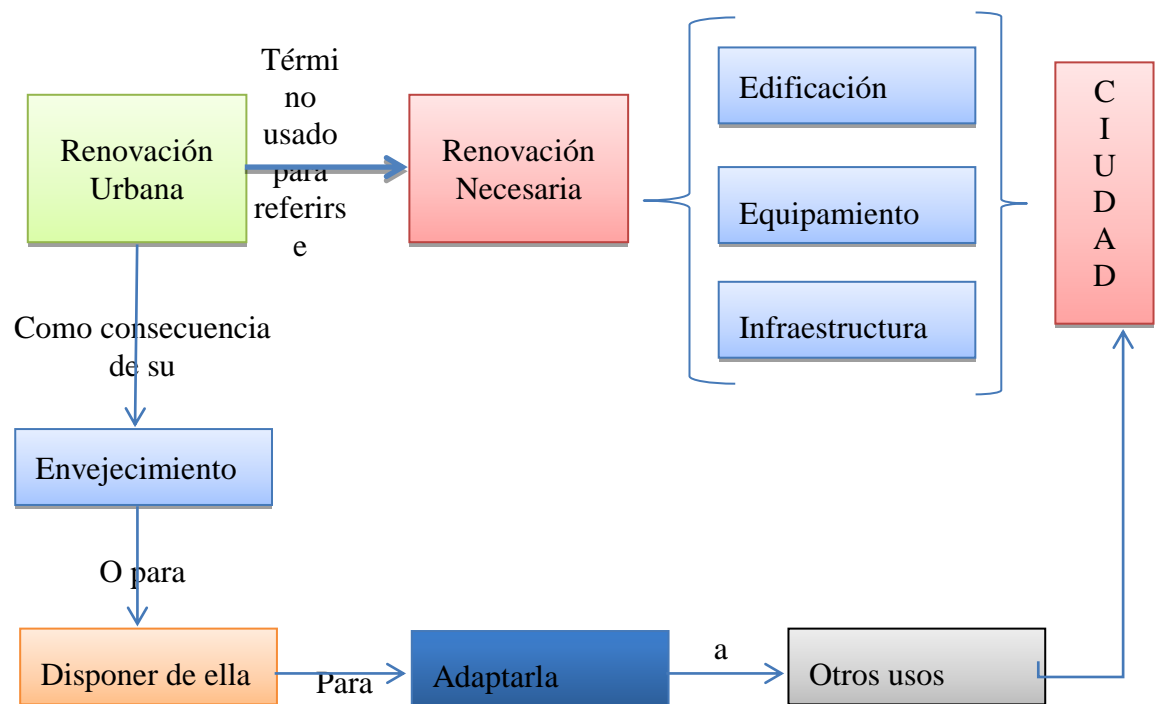 Renovación
Urbana
Térmi
no
usado
para
referirs
e
Renovación
Necesaria
Edificación
Equipamiento
Infraestructura
C
I
U
D
A
D
Como consecuencia
de su
Envejecimiento
O para
Disponer de ella
Para
Adaptarla
a
Otros usos